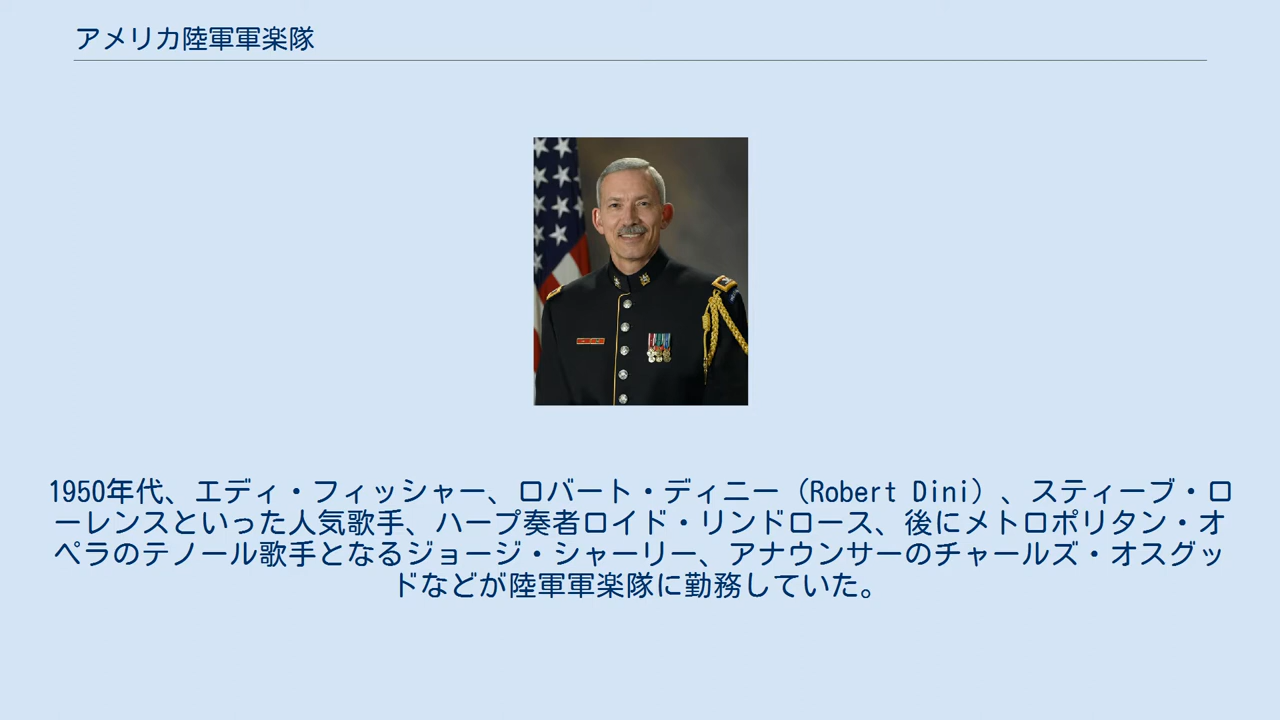 アメリカ陸軍軍楽隊
1950年代、エディ・フィッシャー、ロバート・ディニー（Robert Dini）、スティーブ・ロ
ーレンスといった人気歌手、ハープ奏者ロイド・リンドロース、後にメトロポリタン・オ
ペラのテノール歌手となるジョージ・シャーリー、アナウンサーのチャールズ・オスグッ
ドなどが陸軍軍楽隊に勤務していた。